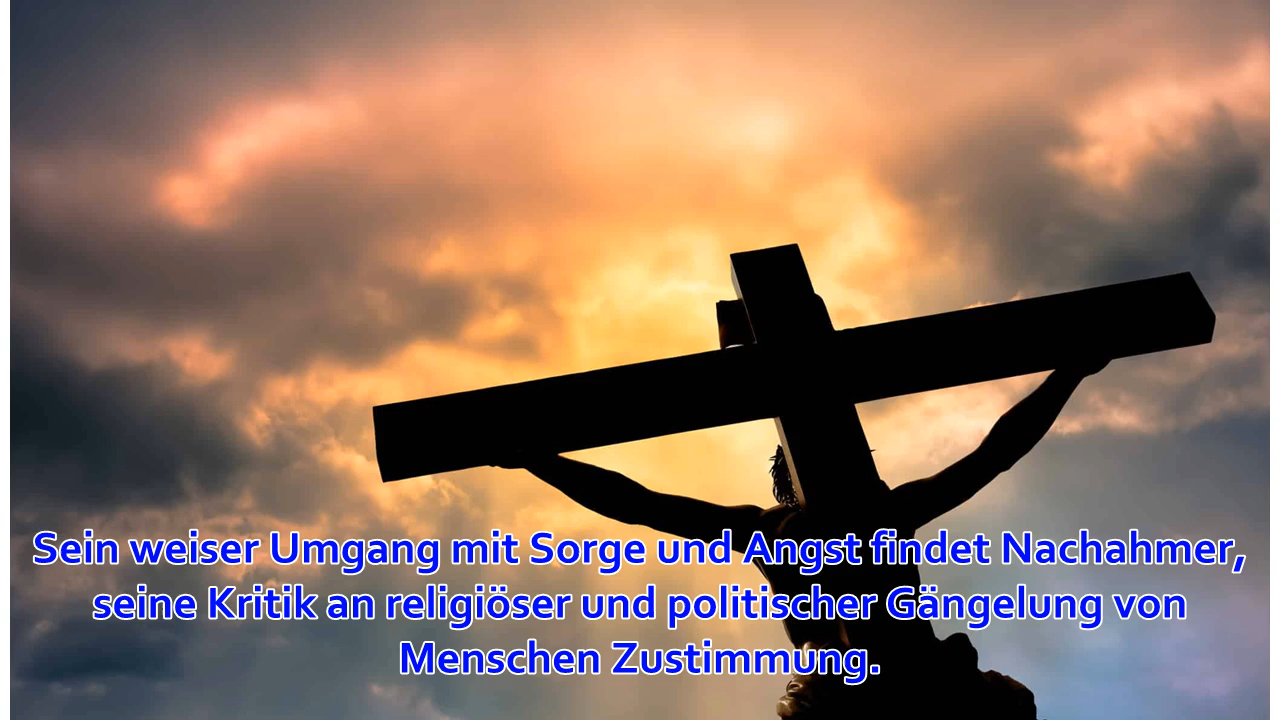 Sein weiser Umgang mit Sorge und Angst findet Nachahmer,
seine Kritik an religiöser und politischer Gängelung von
Menschen Zustimmung.